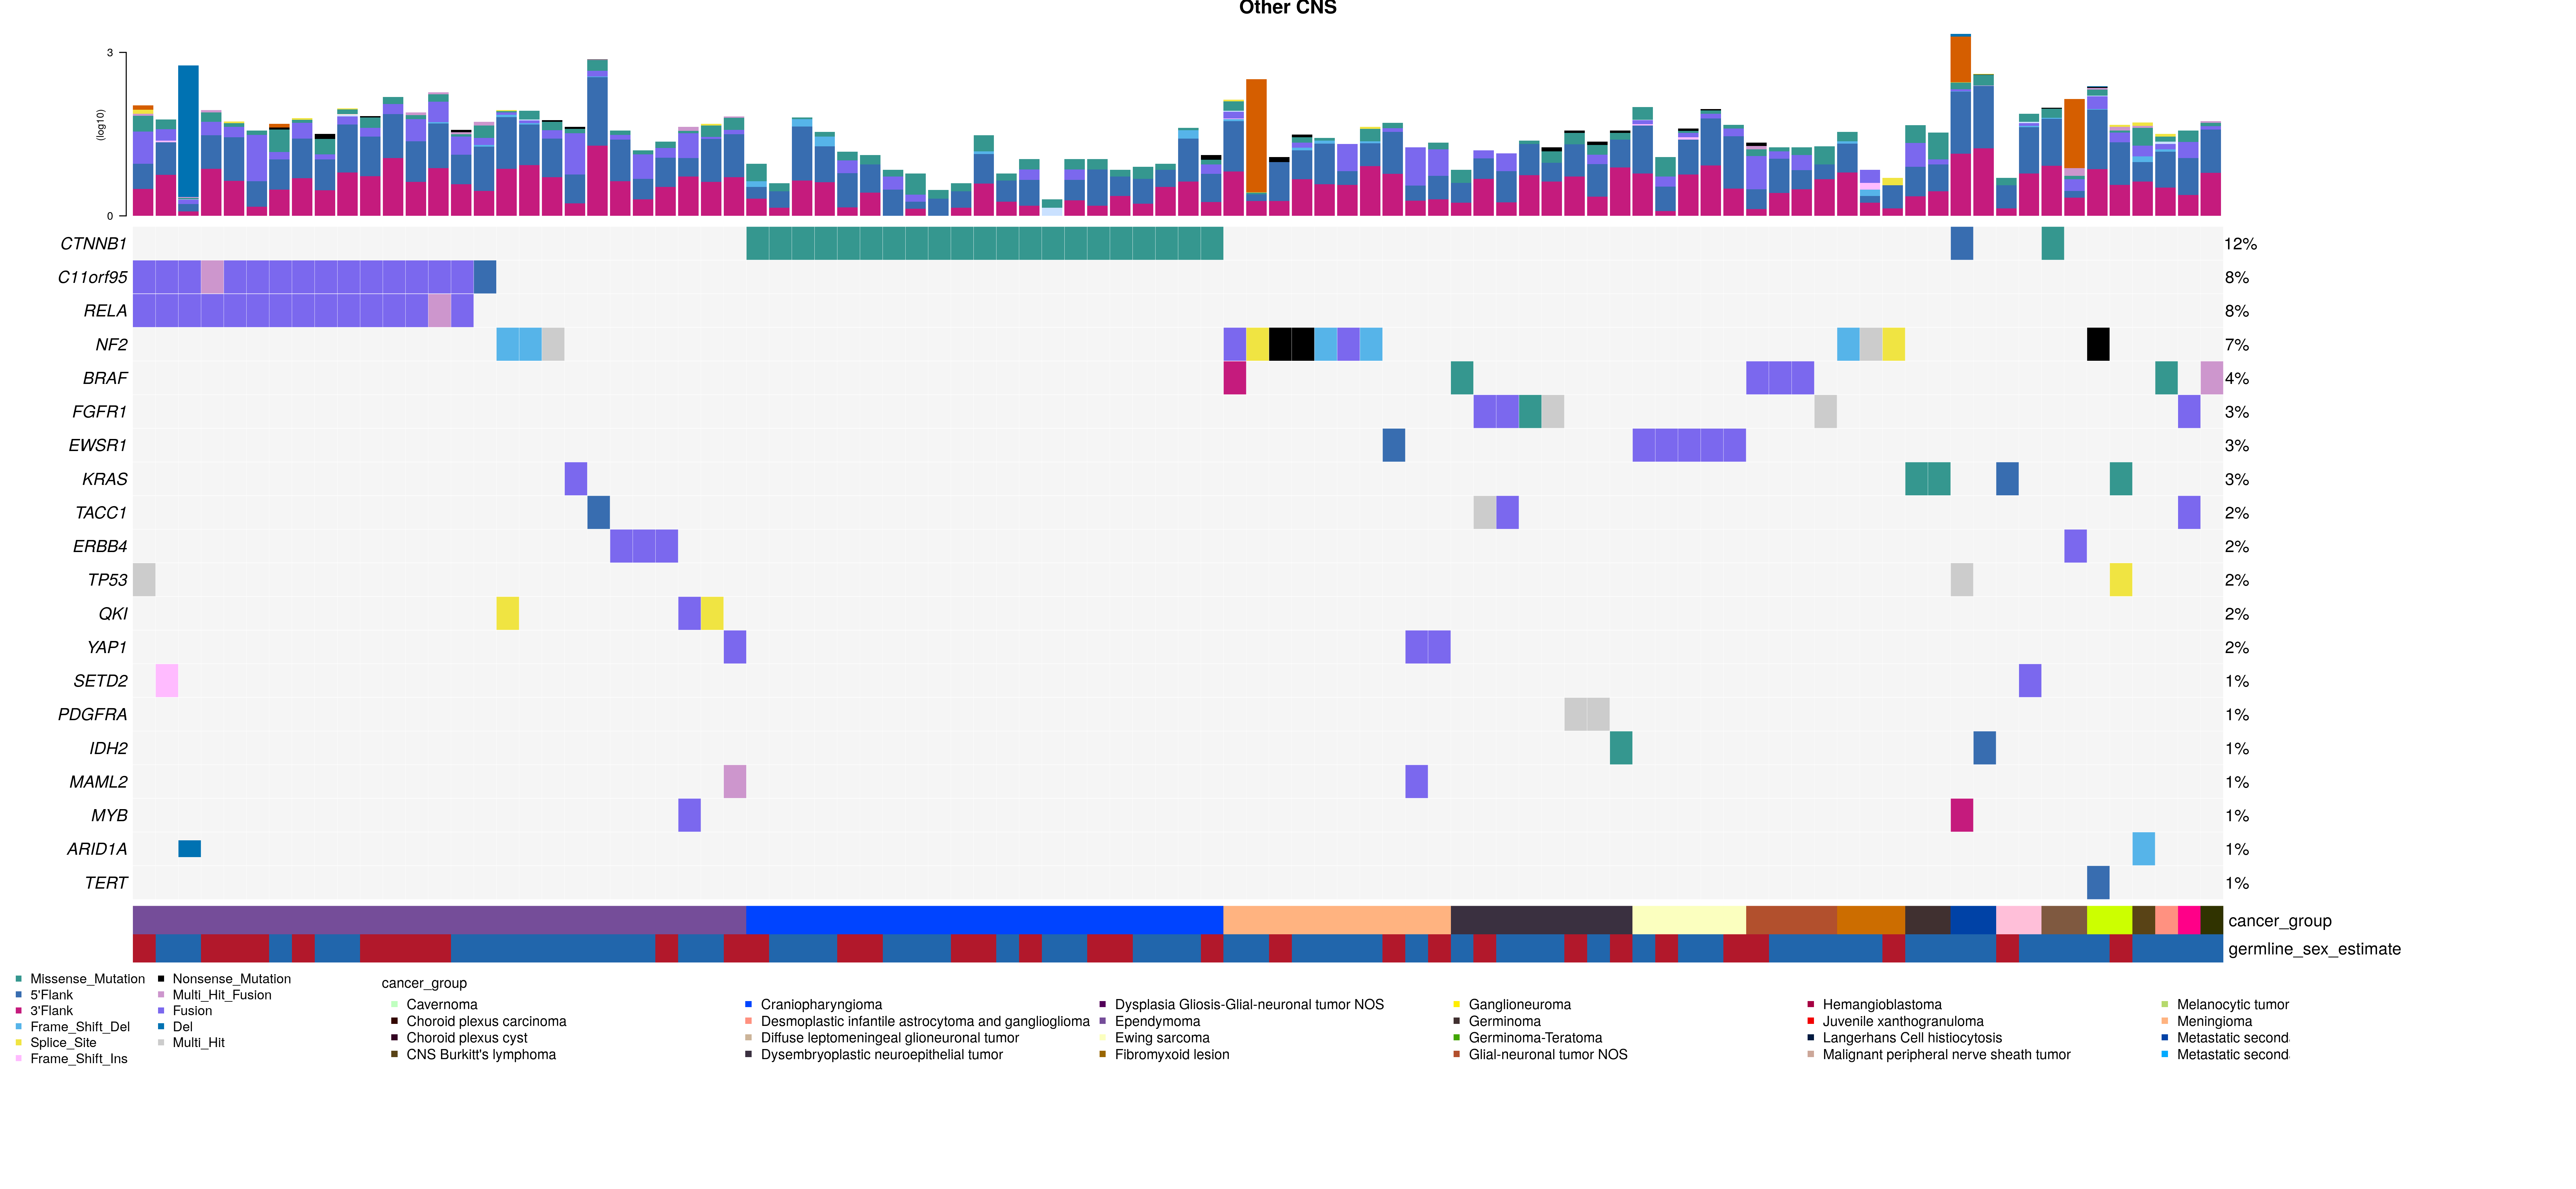 Other CNS
3
(log10)
0
CTNNB1 12%
C11orf95 8%
RELA 8%
NF2 7%
BRAF 4%
FGFR1 3%
EWSR1 3%
KRAS 3%
TACC1 2%
ERBB4 2%
TP53 2%
QKI 2%
YAP1 2%
SETD2 1%
PDGFRA 1%
IDH2 1%
MAML2 1%
MYB 1%
ARID1A 1%
TERT 1%
cancer_group
germline_sex_estimate
Missense_Mutation
5'Flank
3'Flank
Frame_Shift_Del
Splice_Site
Frame_Shift_Ins
Nonsense_Mutation
Multi_Hit_Fusion
Fusion
Del
Multi_Hit
cancer_group
Cavernoma
Choroid plexus carcinoma
Choroid plexus cyst
CNS Burkitt's lymphoma
Craniopharyngioma
Desmoplastic infantile astrocytoma and ganglioglioma
Diffuse leptomeningeal glioneuronal tumor
Dysembryoplastic neuroepithelial tumor
Dysplasia Gliosis-Glial-neuronal tumor NOS
Ependymoma
Ewing sarcoma
Fibromyxoid lesion
Ganglioneuroma
Germinoma
Germinoma-Teratoma
Glial-neuronal tumor NOS
Hemangioblastoma
Juvenile xanthogranuloma
Langerhans Cell histiocytosis
Malignant peripheral nerve sheath tumor
Melanocytic tumor
Meningioma
Metastatic second
Metastatic second